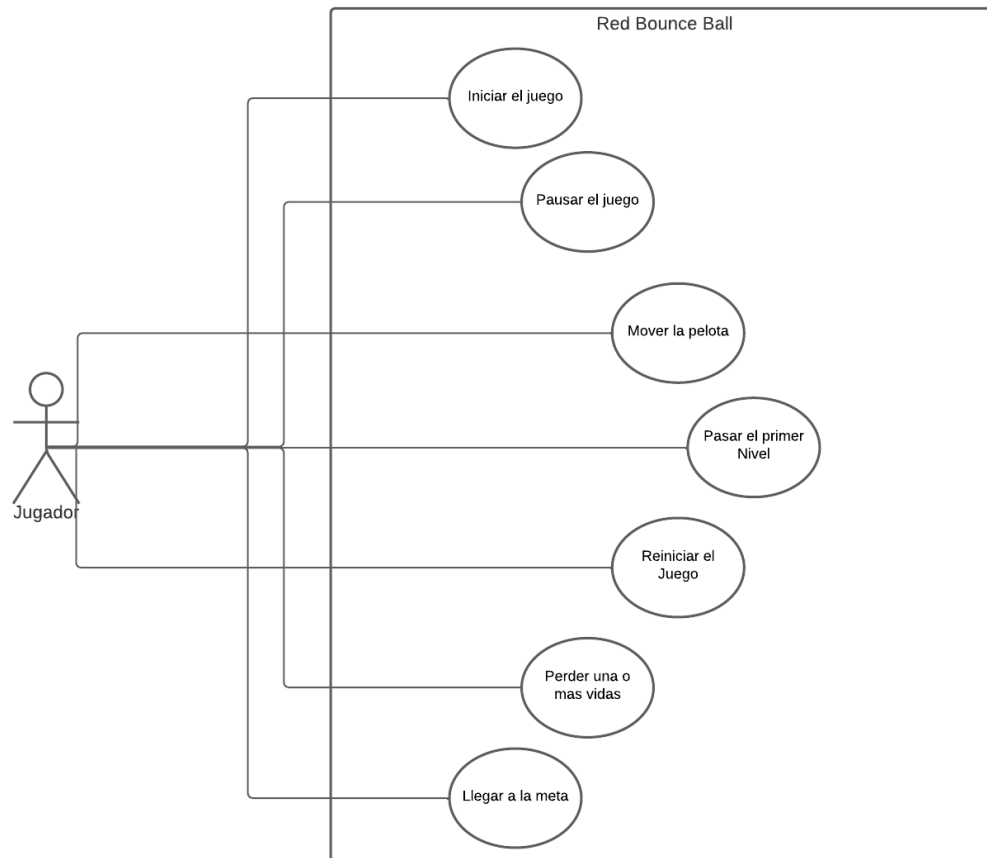 Red Bounce Ball
Iniciar el juego
Pausar el juego
Mover la pelota
Pasar el primer
Nivel
Jugador
Reiniciar el
Juego
Perder una o
mas vidas
Llegar a la meta